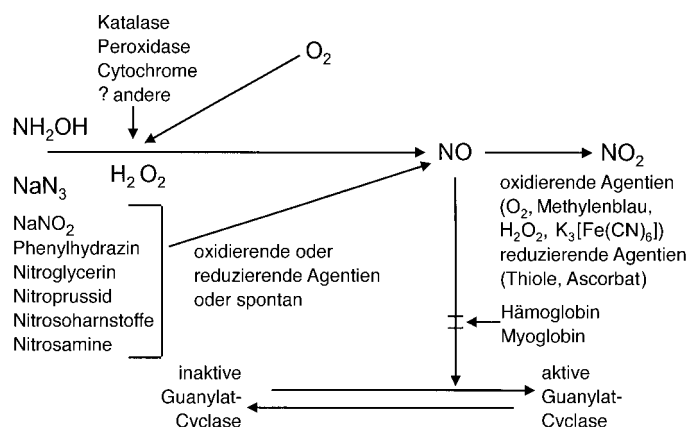 Katalase
Peroxidase
Cytochrome
? andere
O₂
NH₂OH
H₂O₂
NO
NO₂
NaN₃
NaNO₂
Phenylhydrazin
Nitroglycerin
Nitroprussid
Nitrosoharnstoffe
Nitrosamine
oxidierende oder
reduzierende Agentien
oder spontan
oxidierende Agentien
(O₂, Methylenblau,
H₂O₂, K₃[Fe(CN)₆])
reduzierende Agentien
(Thiole, Ascorbat)
Hämoglobin
Myoglobin
inaktive
Guanylat-
Cyclase
aktive
Guanylat-
Cyclase